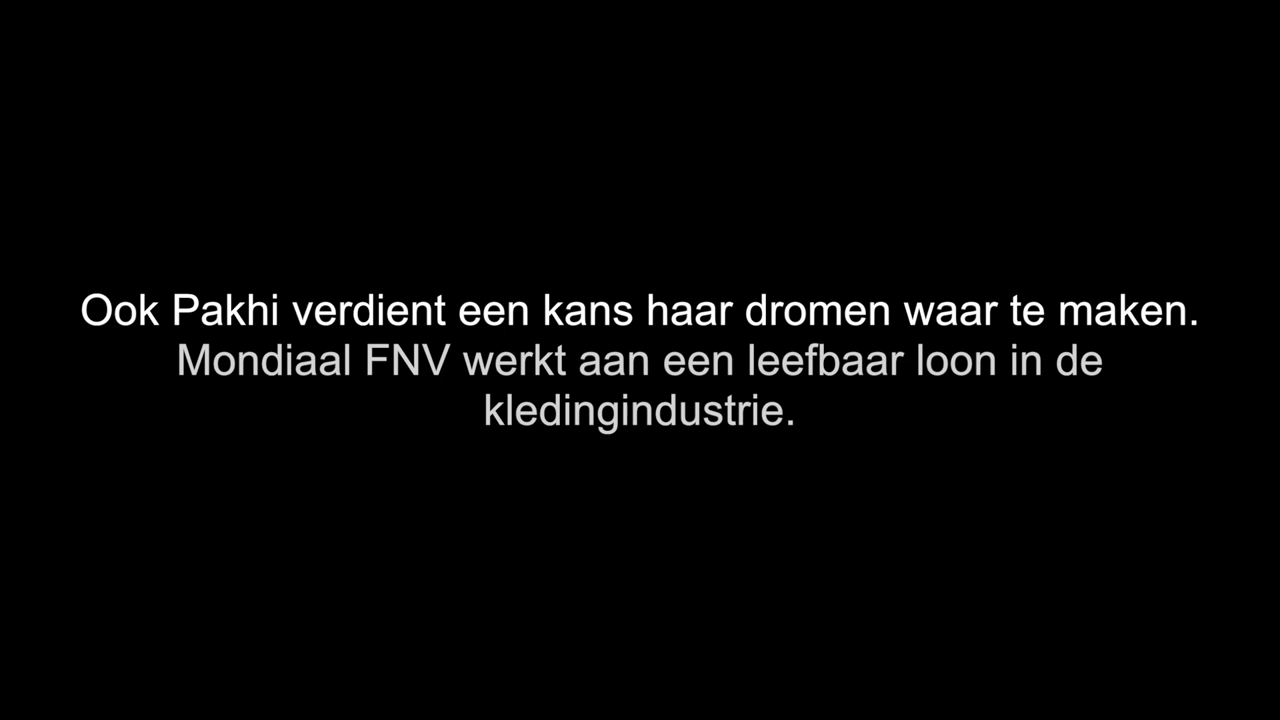 Ook Pakhi verdient een kans haar dromen waar te maken.
Mondiaal FNV werkt aan een leefbaar loon in de
kledingindustrie.